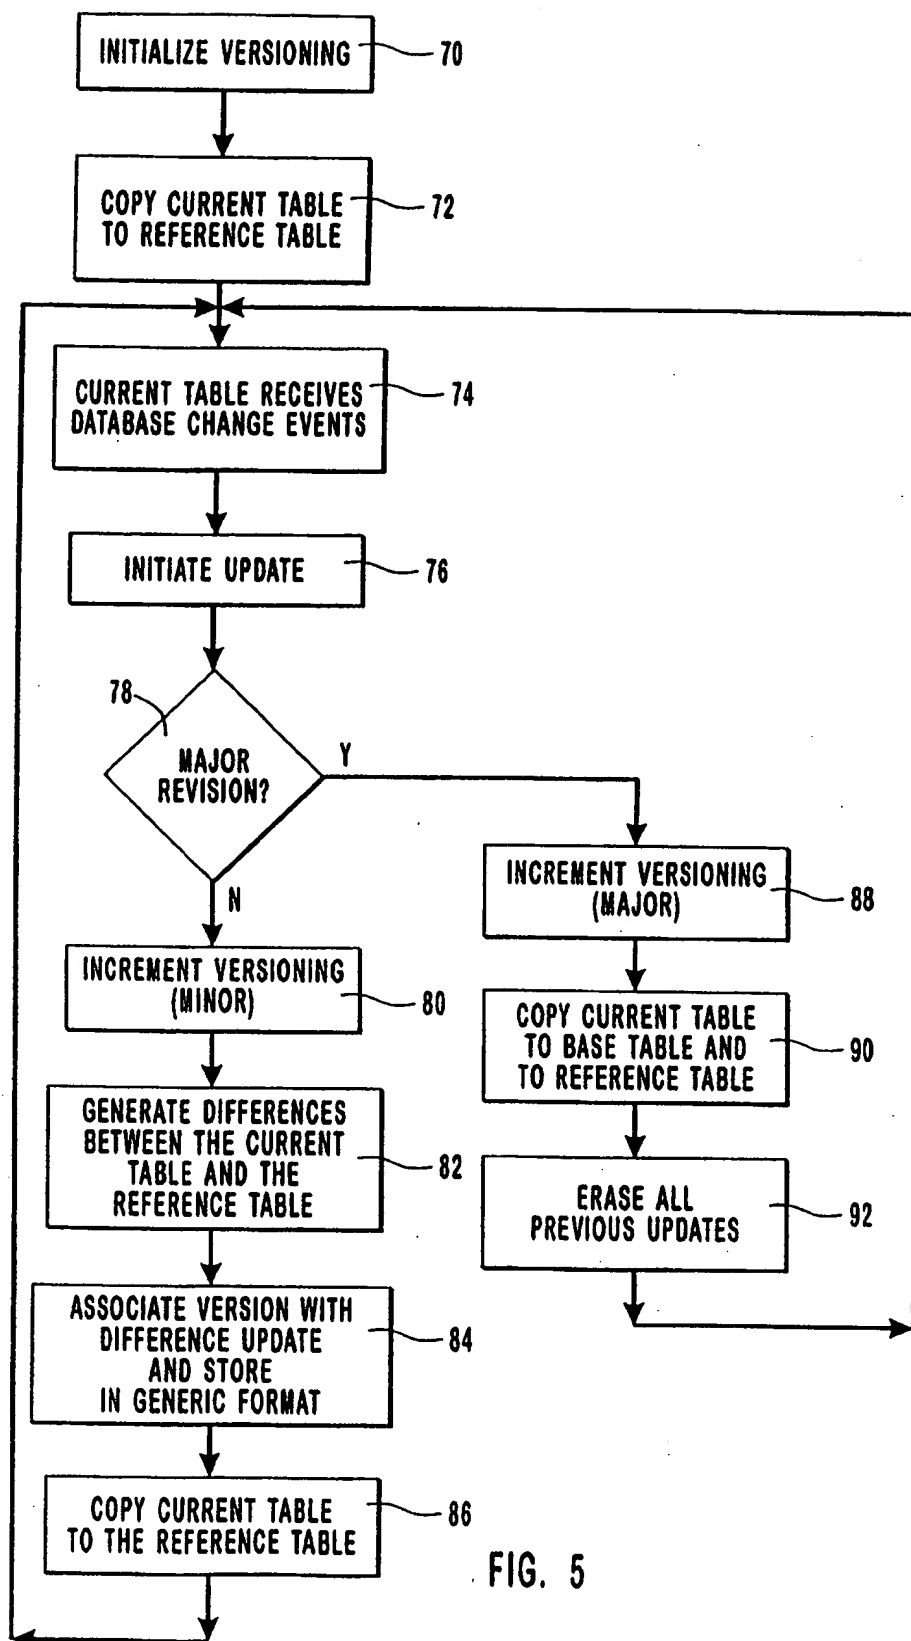 INITIALIZE VERSIONING
70
COPY CURRENT TABLE
TO REFERENCE TABLE
72
CURRENT TABLE RECEIVES
DATABASE CHANGE EVENTS
74
INITIATE UPDATE
76
78
MAJOR
REVISION?
Y
N
INCREMENT VERSIONING
(MINOR)
80
GENERATE DIFFERENCES
BETWEEN THE CURRENT
TABLE AND THE
REFERENCE TABLE
82
ASSOCIATE VERSION WITH
DIFFERENCE UPDATE
AND STORE
IN GENERIC FORMAT
84
COPY CURRENT TABLE
TO THE REFERENCE TABLE
86
INCREMENT VERSIONING
(MAJOR)
88
COPY CURRENT TABLE
TO BASE TABLE AND
TO REFERENCE TABLE
90
ERASE ALL
PREVIOUS UPDATES
92
FIG. 5